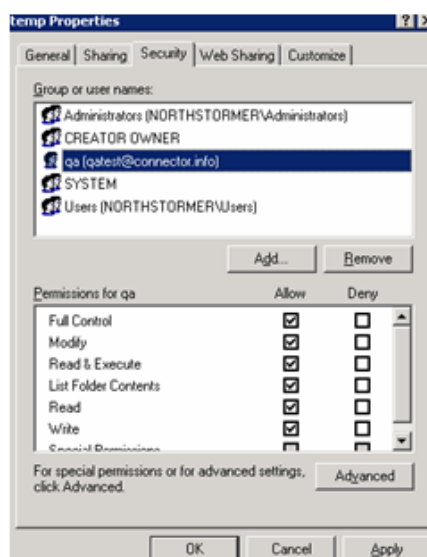 temp Properties
General Sharing Security Web Sharing Customize
Group or user names:
Administrators (NORTHSTORMER\Administrators)
CREATOR OWNER
qa (qatest@connector.info)
SYSTEM
Users (NORTHSTORMER\Users)
Add... Remove
Permissions for qa Allow Deny
Full Control
Modify
Read & Execute
List Folder Contents
Read
Write
Special Permissions
For special permissions or for advanced settings, Advanced
click Advanced.
OK Cancel Apply